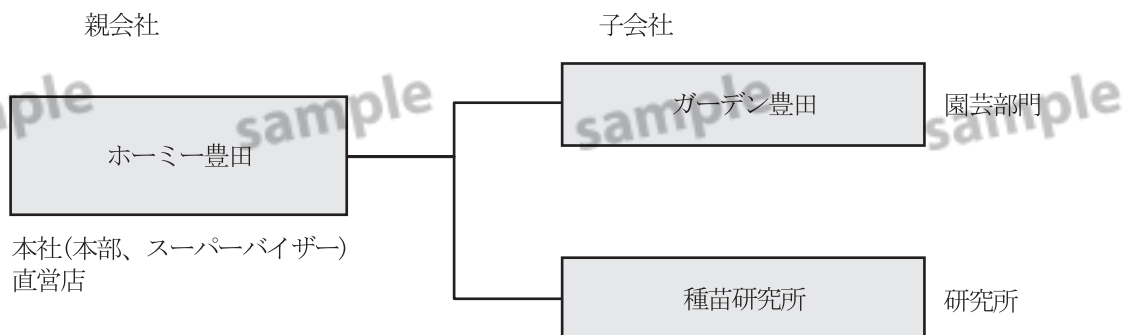 親会社
子会社
sample
sample
sample
sample
ガーデン豊田
園芸部門
ホーミー豊田
本社(本部、スーパーバイザー)
直営店
種苗研究所
研究所